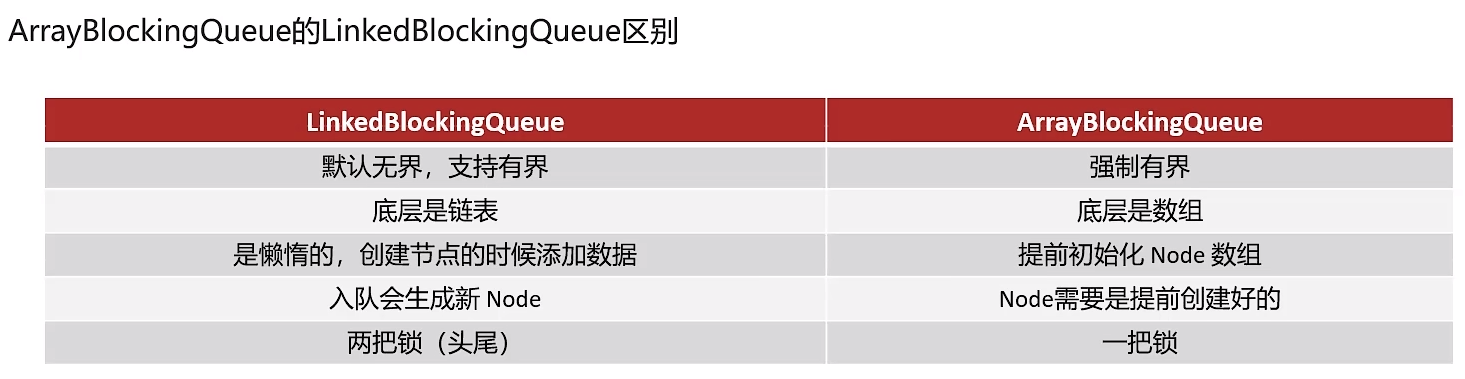 ArrayBlockingQueue的LinkedBlockingQueue区别
LinkedBlockingQueue ArrayBlockingQueue
默认无界，支持有界 强制有界
底层是链表 底层是数组
是懒惰的，创建节点的时候添加数据 提前初始化 Node 数组
入队会生成新 Node Node需要是提前创建好的
两把锁（头尾） 一把锁